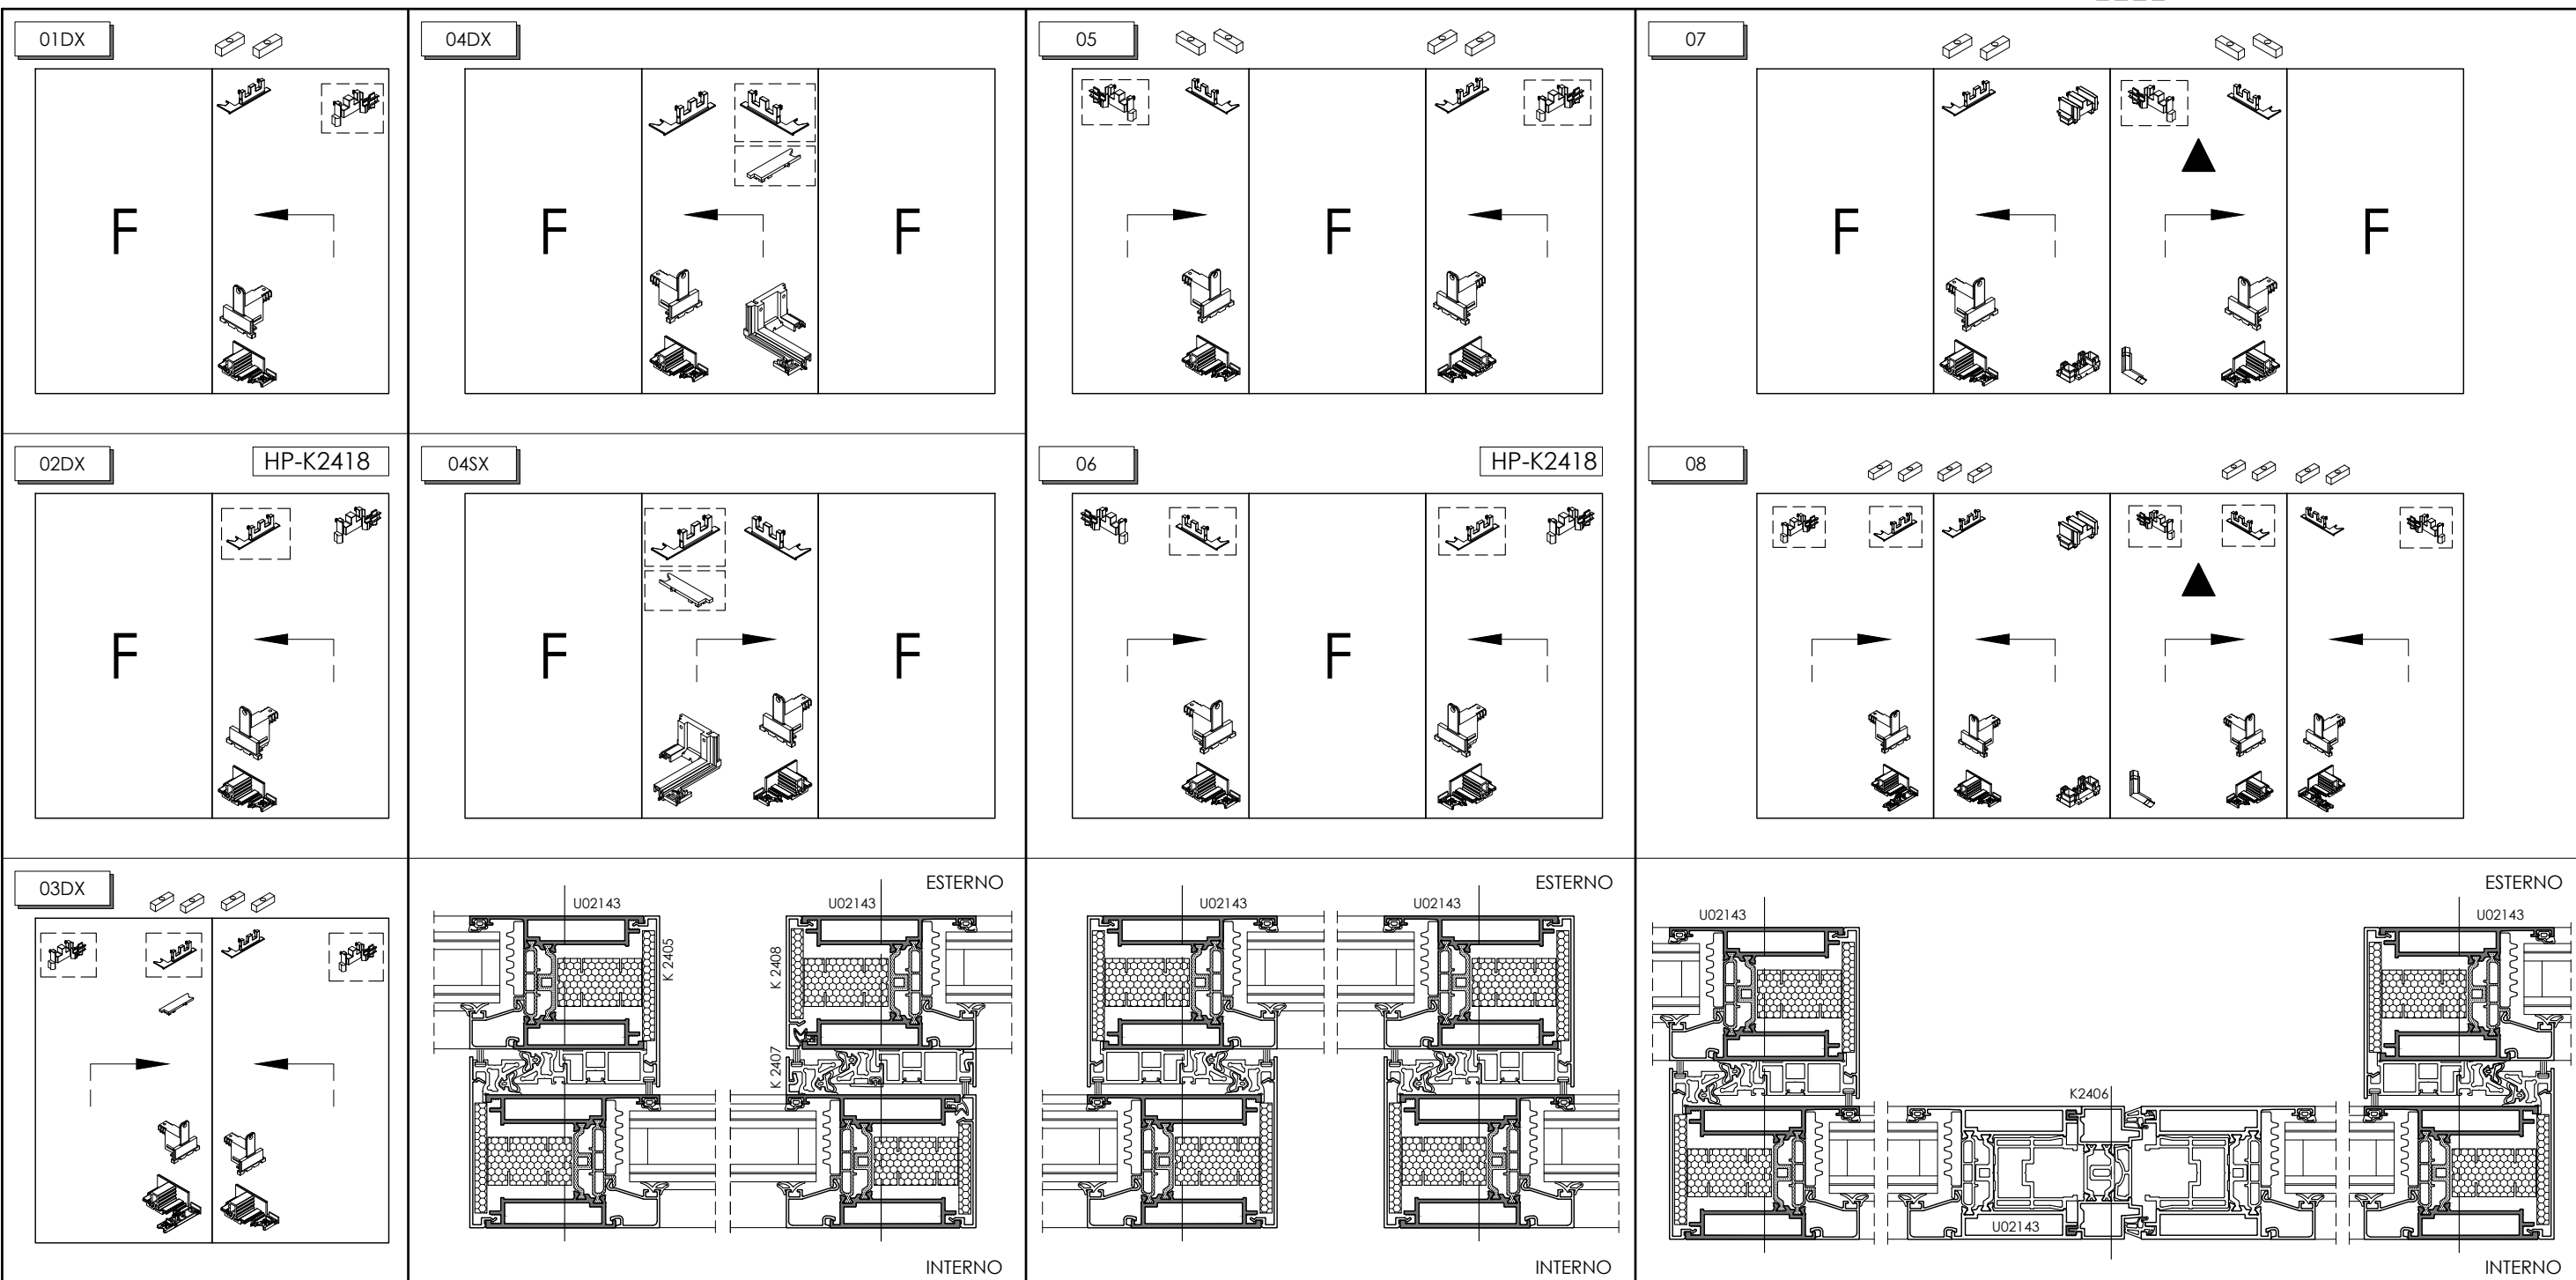 01DX
04DX
05
07
F
F
F
F
F
F
02DX
HP-K2418
04SX
06
HP-K2418
08
F
F
F
F
03DX
ESTERNO
ESTERNO
ESTERNO
U02143
U02143
U02143
U02143
U02143
U02143
K 2405
K 2408
K 2407
K2406
U02143
INTERNO
INTERNO
INTERNO